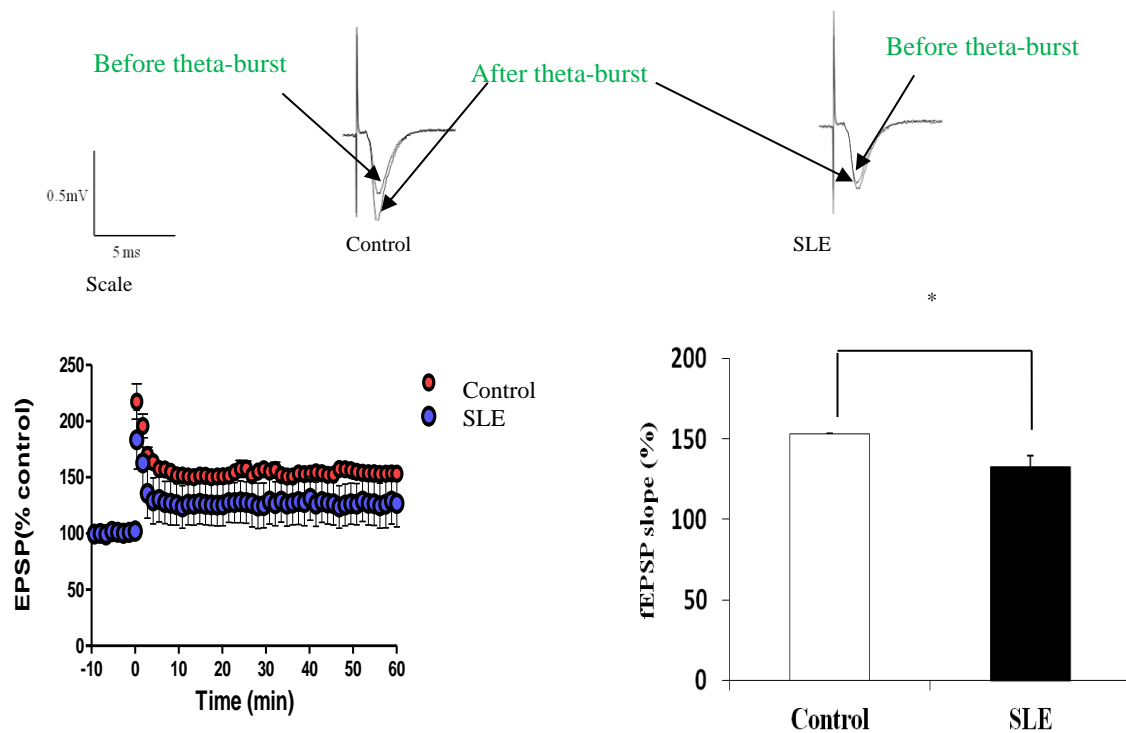 Before theta-burst
After theta-burst
Before theta-burst
0.5mV
5 ms
Scale
Control
SLE
EPSP(% control)
250
200
150
100
50
0
-10 0 10 20 30 40 50 60
Time (min)
Control
SLE
*
fEPSP slope (%)
200
150
100
50
0
Control SLE